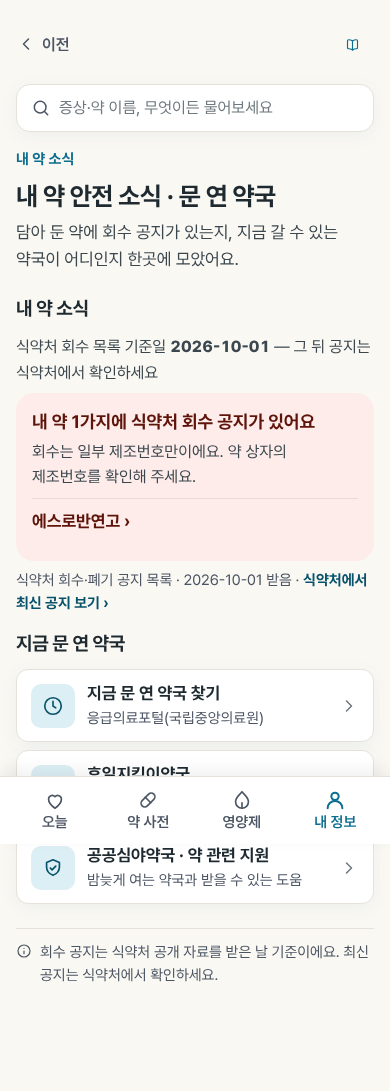 이전
증상·약 이름, 무엇이든 물어보세요
내 약 소식
내 약 안전 소식 · 문 연 약국
담아 둔 약에 회수 공지가 있는지, 지금 갈 수 있는
약국이 어디인지 한곳에 모았어요.
내 약 소식
식약처 회수 목록 기준일 2026-10-01 — 그 뒤 공지는
식약처에서 확인하세요
내 약 1가지에 식약처 회수 공지가 있어요
회수는 일부 제조번호만이에요. 약 상자의
제조번호를 확인해 주세요.
에스로반연고 ›
식약처 회수·폐기 공지 목록 · 2026-10-01 받음 · 식약처에서
최신 공지 보기 ›
지금 문 연 약국
지금 문 연 약국 찾기
응급의료포털(국립중앙의료원)
휴일지킴이약국
오늘
약 사전
영양제
내 정보
공공심야약국 · 약 관련 지원
밤늦게 여는 약국과 받을 수 있는 도움
회수 공지는 식약처 공개 자료를 받은 날 기준이에요. 최신
공지는 식약처에서 확인하세요.